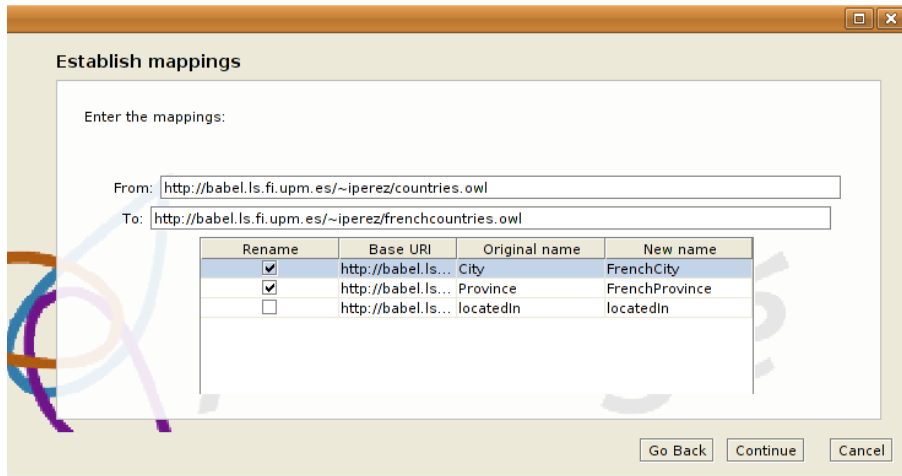 Establish mappings
Enter the mappings:
From: http://babel.ls.fi.upm.es/~iperez/countries.owl
To: http://babel.ls.fi.upm.es/~iperez/frenchcountries.owl
Rename Base URI Original name New name
http://babel.ls... City FrenchCity
http://babel.ls... Province FrenchProvince
http://babel.ls... locatedIn locatedIn
Go Back Continue Cancel